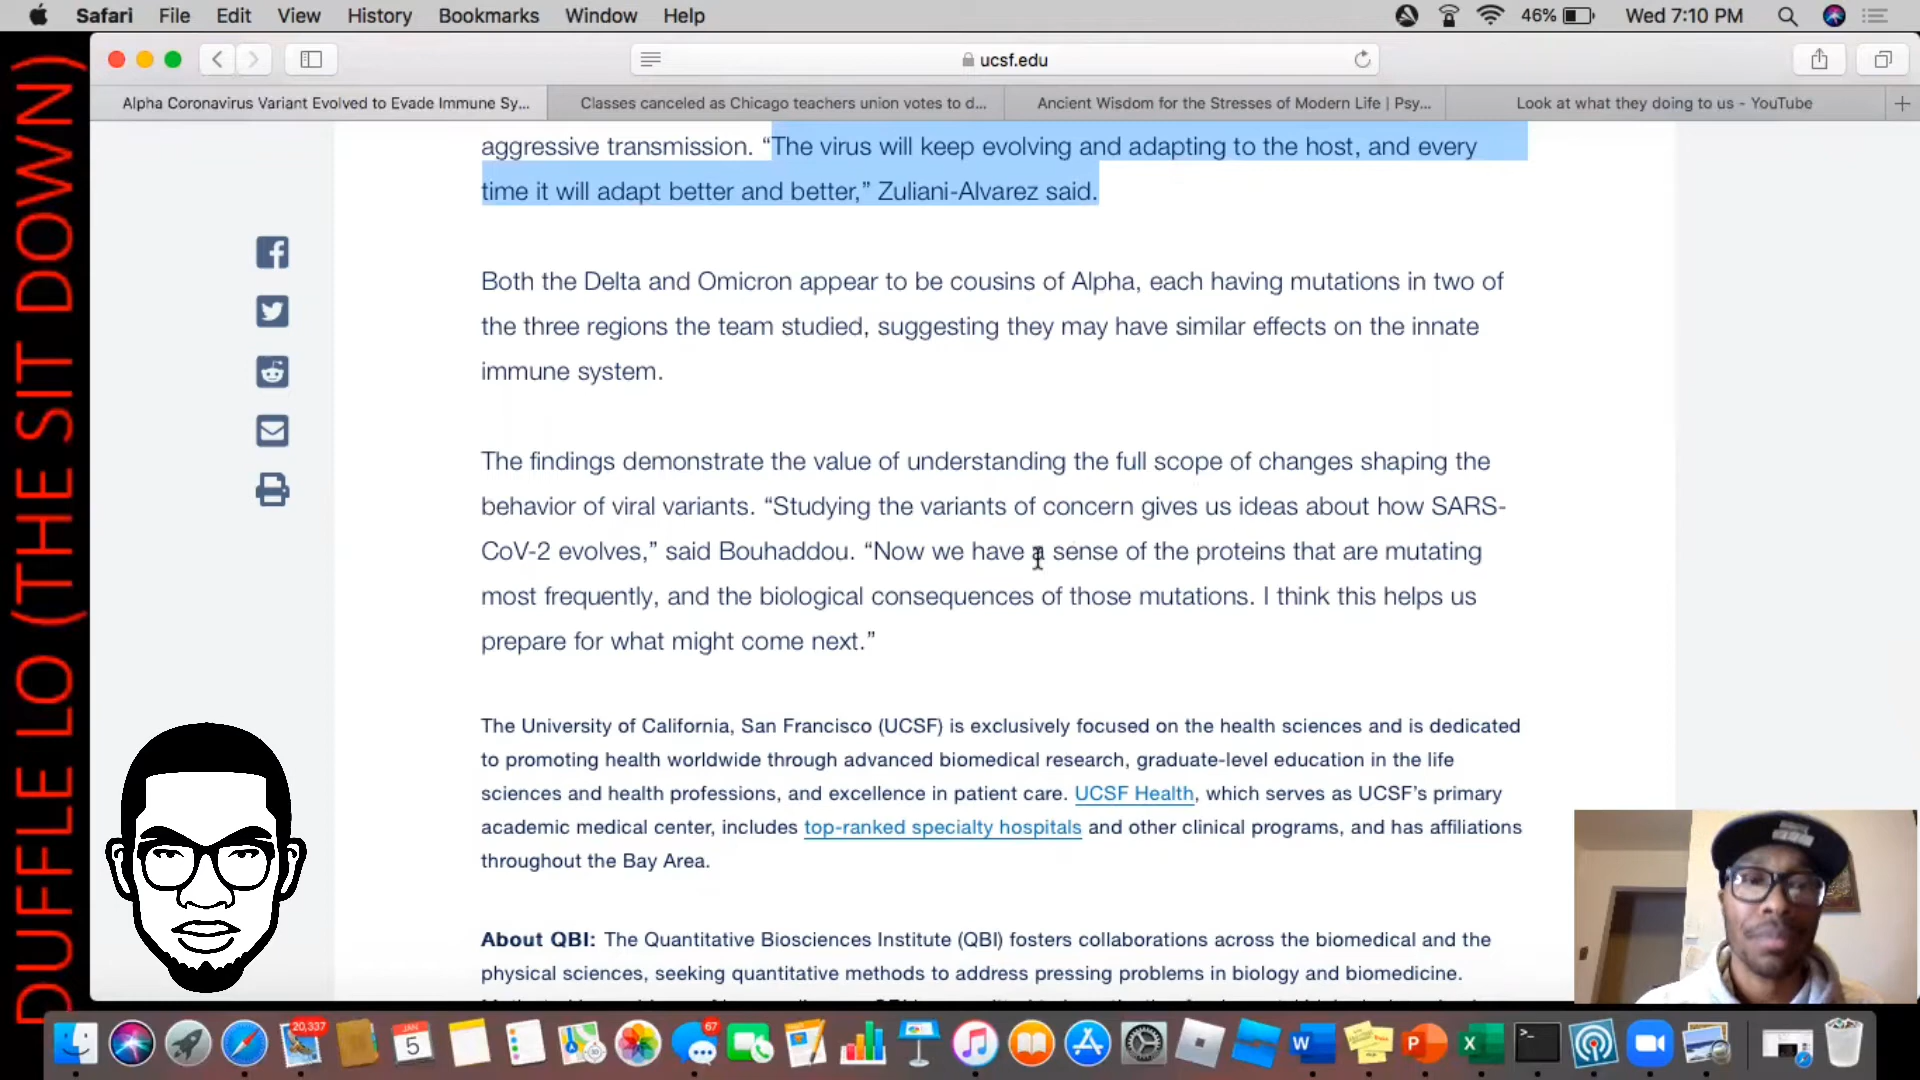 Safari File Edit View History Bookmarks Window Help 46% Wed 7:10 PM
ucsf.edu
Alpha Coronavirus Variant Evolved to Evade Immune Sy...
Classes canceled as Chicago teachers union votes to d...
Ancient Wisdom for the Stresses of Modern Life | Psy...
Look at what they doing to us - YouTube
DUFFLE LO (THE SIT DOWN)
aggressive transmission. “The virus will keep evolving and adapting to the host, and every
time it will adapt better and better,” Zuliani-Alvarez said.
Both the Delta and Omicron appear to be cousins of Alpha, each having mutations in two of
the three regions the team studied, suggesting they may have similar effects on the innate
immune system.
The findings demonstrate the value of understanding the full scope of changes shaping the
behavior of viral variants. “Studying the variants of concern gives us ideas about how SARS-
CoV-2 evolves,” said Bouhaddou. “Now we have a sense of the proteins that are mutating
most frequently, and the biological consequences of those mutations. I think this helps us
prepare for what might come next.”
The University of California, San Francisco (UCSF) is exclusively focused on the health sciences and is dedicated
to promoting health worldwide through advanced biomedical research, graduate-level education in the life
sciences and health professions, and excellence in patient care. UCSF Health, which serves as UCSF’s primary
academic medical center, includes top-ranked specialty hospitals and other clinical programs, and has affiliations
throughout the Bay Area.
About QBI: The Quantitative Biosciences Institute (QBI) fosters collaborations across the biomedical and the
physical sciences, seeking quantitative methods to address pressing problems in biology and biomedicine.
20,337
JAN
5
67
W
P
X